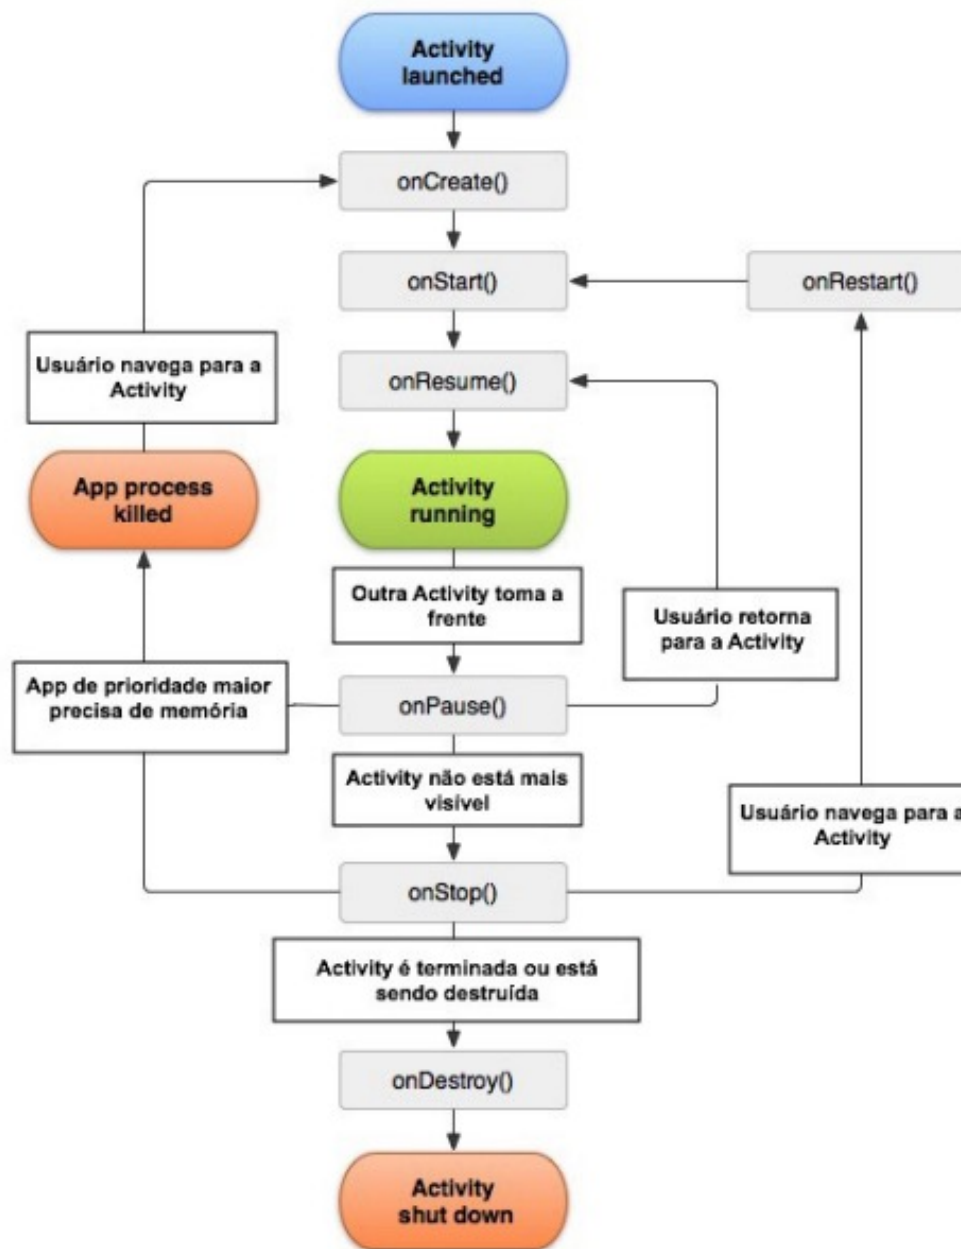 Activity
launched
onCreate()
onStart()
onRestart()
Usuário navega para a
Activity
onResume()
App process
killed
Activity
running
Outra Activity toma a
frente
Usuário retorna
para a Activity
App de prioridade maior
precisa de memória
onPause()
Activity não está mais
visível
Usuário navega para a
Activity
onStop()
Activity é terminada ou está
sendo destruída
onDestroy()
Activity
shut down